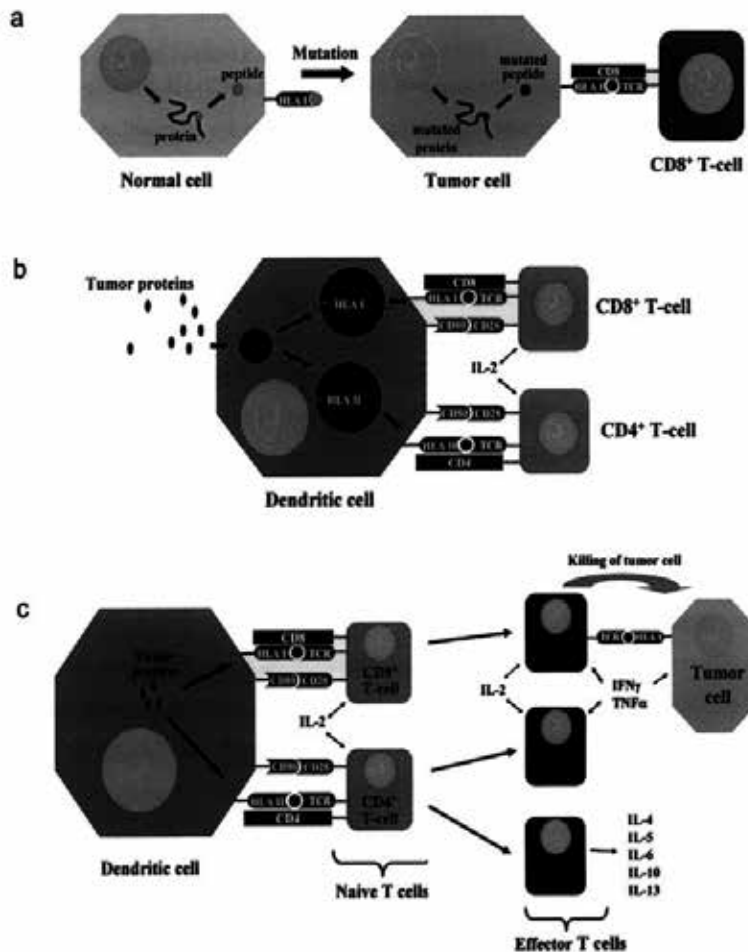 a
Mutation
peptide
HLA I
protein
Normal cell
mutated
peptide
mutated
protein
Tumor cell
CD8
HLA I TCR
CD8⁺ T-cell
b
Tumor proteins
HLA I
HLA II
Dendritic cell
CD8
HLA I TCR
CD80 CD28
CD8⁺ T-cell
IL-2
CD80 CD28
HLA II TCR
CD4
CD4⁺ T-cell
c
Dendritic cell
CD8
HLA I TCR
CD80 CD28
CD8⁺
T-cell
IL-2
CD80 CD28
HLA II TCR
CD4
CD4⁺
T-cell
Naive T cells
Killing of tumor cell
TCR HLA I
Tumor
cell
IL-2
IFNγ
TNFα
IL-4
IL-5
IL-6
IL-10
IL-13
Effector T cells